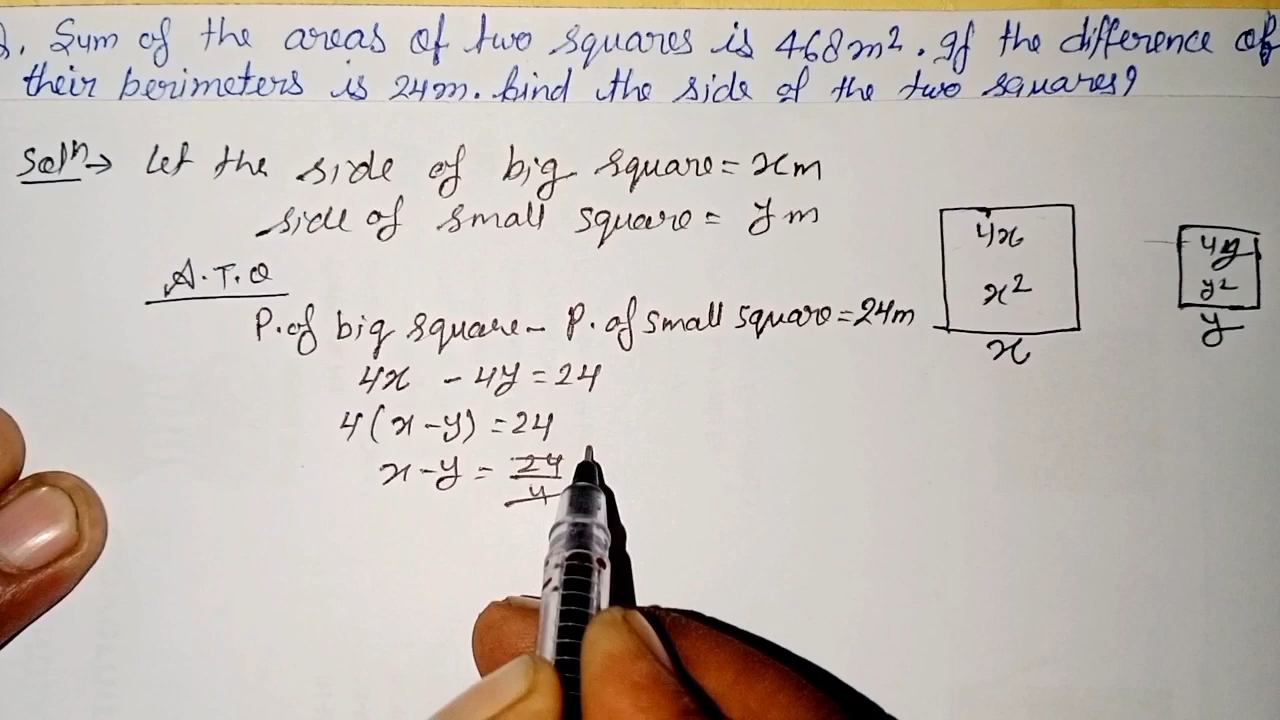 Q. Sum of the areas of two squares is 468m². If the difference of
their perimeters is 24m. find the side of the two squares?
Solⁿ→ Let the side of big square = x m
side of small square = y m
A.T.Q
P. of big square - P. of small square = 24m
4x - 4y = 24
4(x-y) = 24
x-y = 24/4
4x
x²
x
4y
y²
y